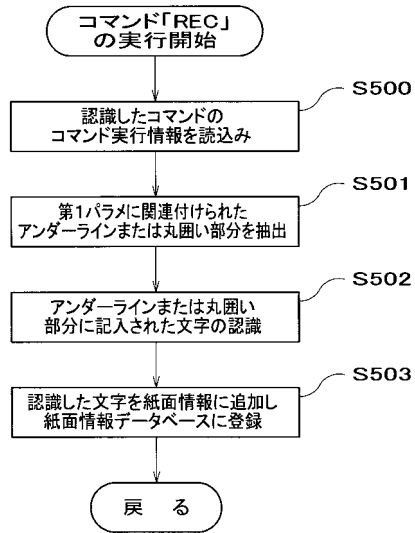 コマンド「REC」
の実行開始
S500
認識したコマンドの
コマンド実行情報を読込み
S501
第1パラメに関連付けられた
アンダーラインまたは丸囲い部分を抽出
S502
アンダーラインまたは丸囲い
部分に記入された文字の認識
S503
認識した文字を紙面情報に追加し
紙面情報データベースに登録
戻 る